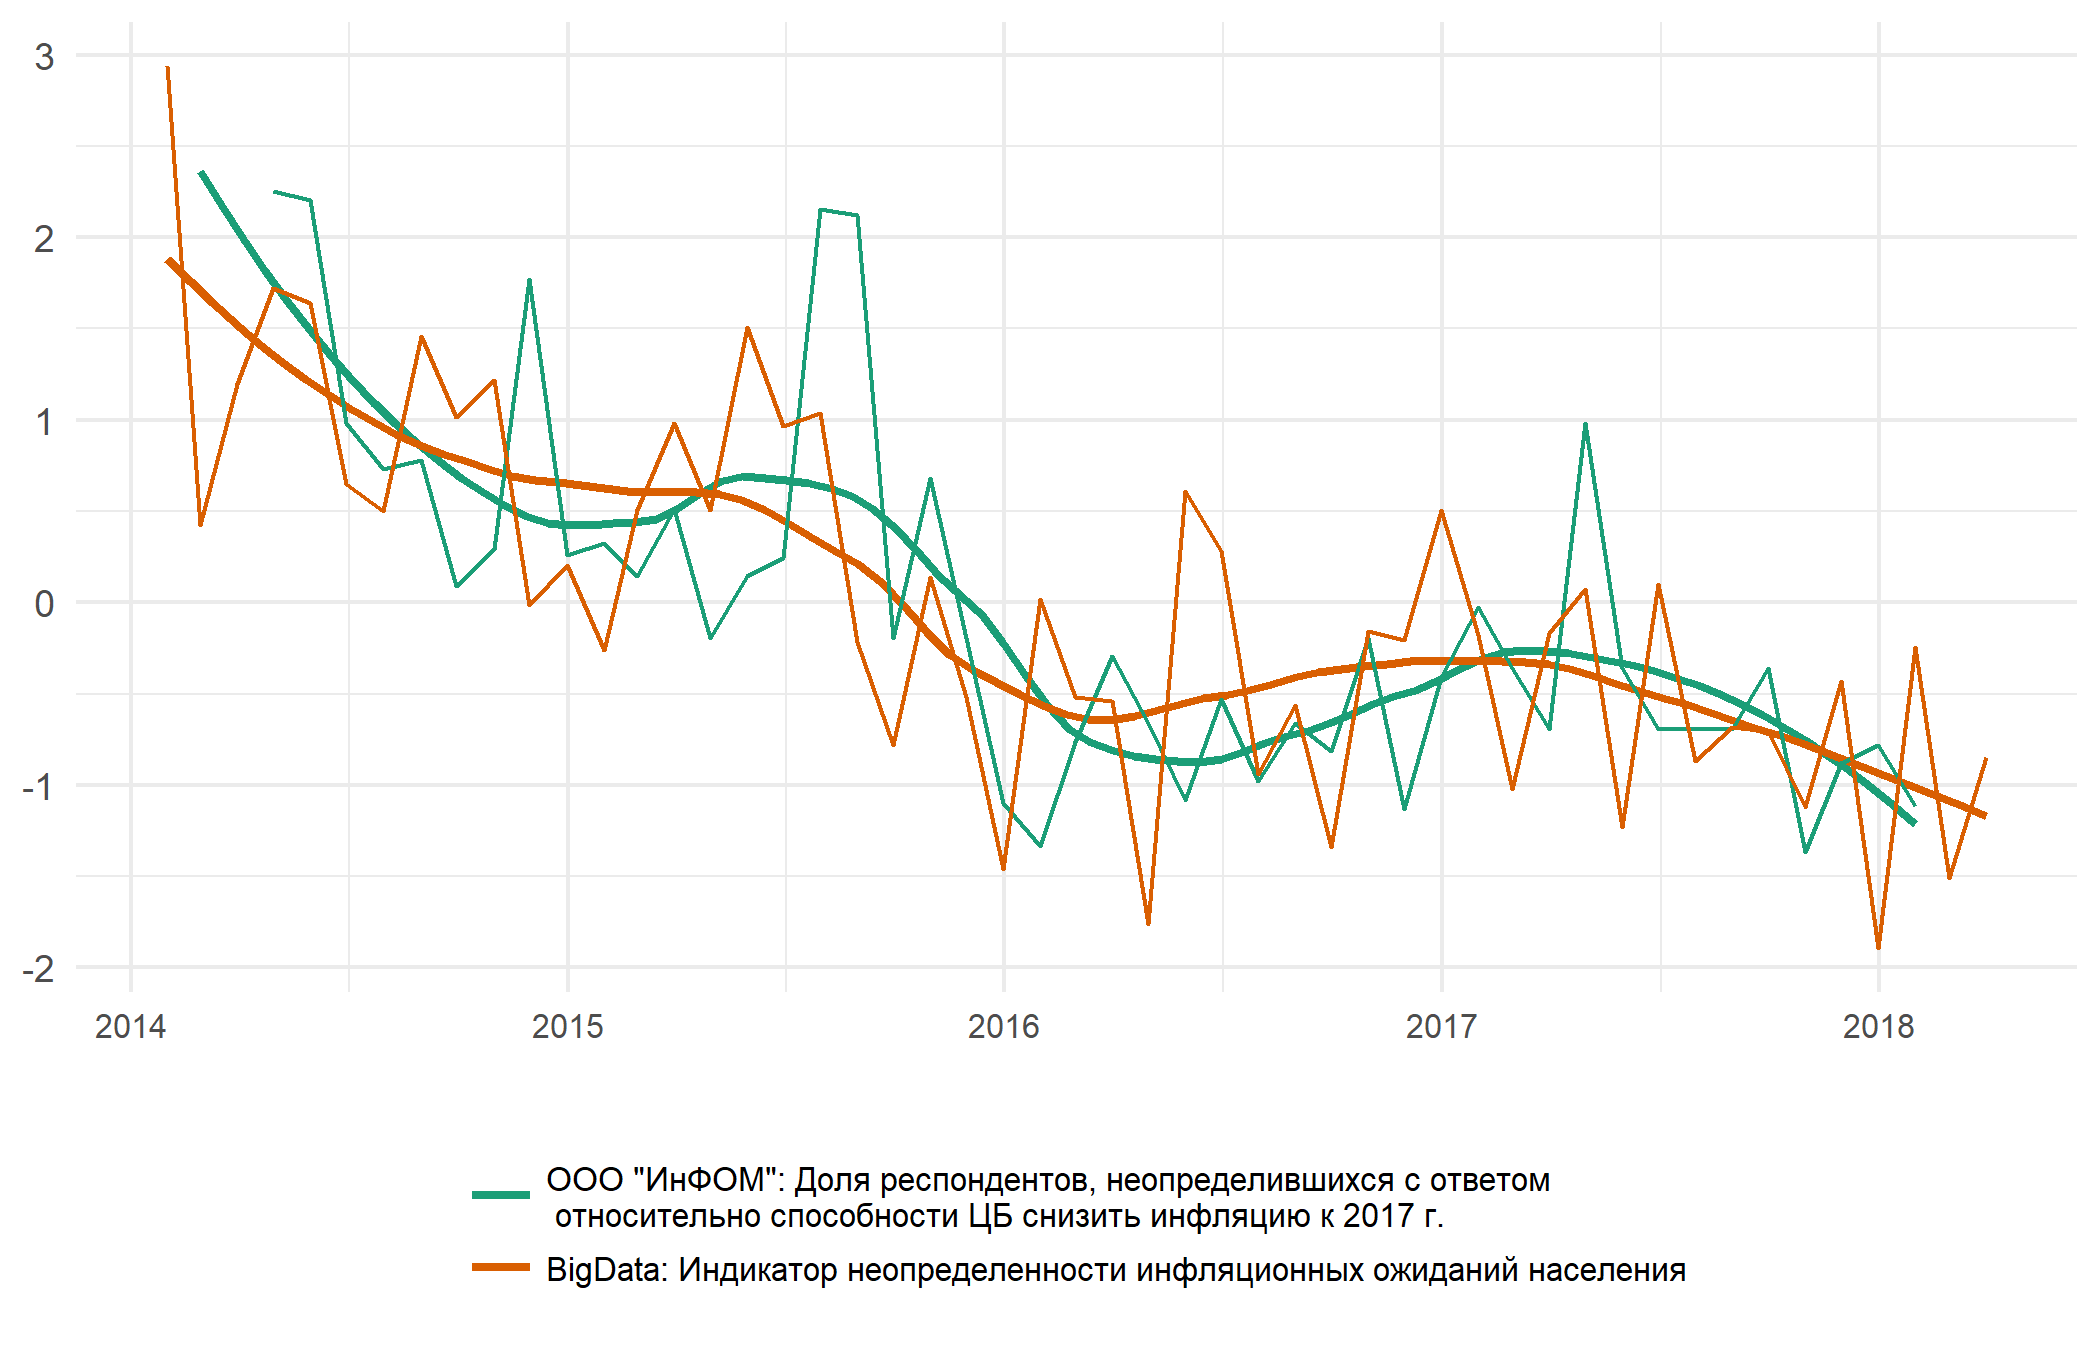 3
2
1
0
-1
-2
2014 2015 2016 2017 2018
ООО "ИнФОМ": Доля респондентов, неопределившихся с ответом
относительно способности ЦБ снизить инфляцию к 2017 г.
BigData: Индикатор неопределенности инфляционных ожиданий населения